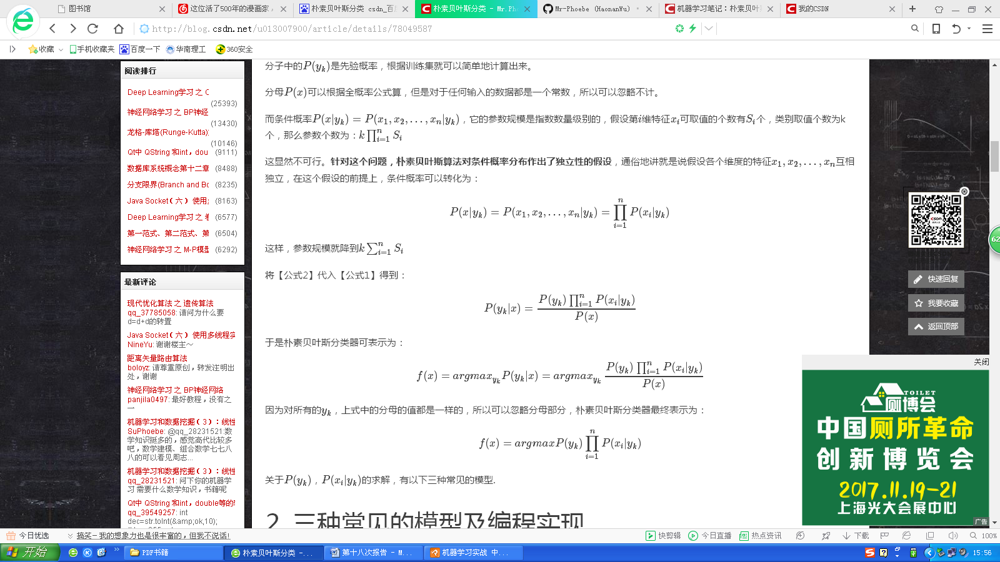 图书馆
这位活了500年的漫画家，
朴素贝叶斯分类 csdn_百
朴素贝叶斯分类 - Mr.Ph
Mr-Phoebe (HaonanWu)
机器学习笔记：朴素贝叶
我的CSDN
http://blog.csdn.net/u013007900/article/details/78049587
收藏
手机收藏夹
百度一下
华南理工
360安全
阅读排行
Deep Learning学习 之
(25393)
神经网络学习 之 BP神经
(13430)
龙格-库塔(Runge-Kutta)
(10146)
Qt中 QString 和int，dou (9111)
数据库系统概念第十二章 (8488)
分支限界(Branch and Bo (8235)
Java Socket（六） 使用 (8163)
Deep Learning学习 之 卷 (6577)
第一范式、第二范式、第 (6504)
神经网络学习 之 M-P模型 (6292)
最新评论
现代优化算法 之 遗传算法
qq_37785058: 请问为什么要
d=d+d的转置
Java Socket（六） 使用多线程实
NineYu: 谢谢楼主～
距离矢量路由算法
boloyz: 请尊重原创，转发注明出
处，谢谢
神经网络学习 之 BP神经网络
panjila0497: 最好教程，没有之
一
机器学习和数据挖掘（3）：线性
SuPhoebe: @qq_28231521:数
学知识挺多的，感觉高代比较多
吧，数学建模、组合数学七七八
八的可以看见周志...
机器学习和数据挖掘（3）：线性
qq_28231521: 问下你的机器学
习 需要什么数学知识，书籍呢
Qt中 QString 和int，double等的
qq_39549257: int
dec=str.toInt(&amp;ok,10);
分子中的P(y_k)是先验概率，根据训练集就可以简单地计算出来。
分母P(x)可以根据全概率公式算，但是对于任何输入的数据都是一个常数，所以可以忽略不计。
而条件概率P(x|y_k) = P(x_1, x_2, ..., x_n|y_k)，它的参数规模是指数数量级别的，假设第i维特征x_i可取值的个数有S_i个，类别取值个数为k
个，那么参数个数为：k∏_{i=1}^n S_i
这显然不可行。针对这个问题，朴素贝叶斯算法对条件概率分布作出了独立性的假设，通俗地讲就是说假设各个维度的特征x_1, x_2, ..., x_n互相
独立，在这个假设的前提上，条件概率可以转化为：
P(x|y_k) = P(x_1, x_2, ..., x_n|y_k) = ∏_{i=1}^n P(x_i|y_k)
这样，参数规模就降到k∑_{i=1}^n S_i
将【公式2】代入【公式1】得到：
P(y_k|x) = P(y_k)∏_{i=1}^n P(x_i|y_k) / P(x)
于是朴素贝叶斯分类器可表示为：
f(x) = argmax_{y_k} P(y_k|x) = argmax_{y_k} P(y_k)∏_{i=1}^n P(x_i|y_k) / P(x)
因为对所有的y_k，上式中的分母的值都是一样的，所以可以忽略分母部分，朴素贝叶斯分类器最终表示为：
f(x) = argmaxP(y_k)∏_{i=1}^n P(x_i|y_k)
关于P(y_k)，P(x_i|y_k)的求解，有以下三种常见的模型.
2. 三种常见的模型及编程实现
CSDN
62
快速回复
我要收藏
返回顶部
关闭
TOILET
厕博会
中国厕所革命
创新博览会
2017.11.19-21
上海光大会展中心
广告
今日优选
搞笑-我的想象力也是很丰富的，但我不说话!
快剪辑
今日直播
热点资讯
下载
100%
开始
PDF书籍
朴素贝叶斯分类 -...
第十八次报告 - M...
机器学习实战 中...
15:56